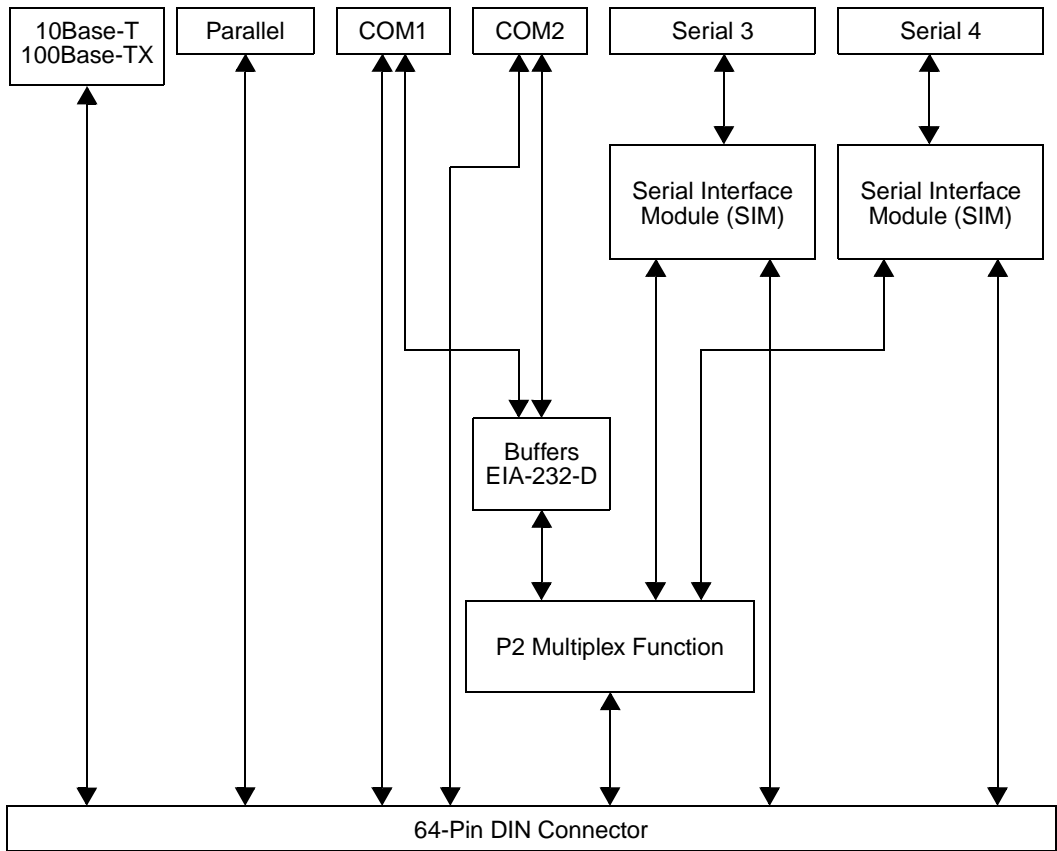 10Base-T
100Base-TX
Parallel
COM1
COM2
Serial 3
Serial 4
Serial Interface
Module (SIM)
Serial Interface
Module (SIM)
Buffers
EIA-232-D
P2 Multiplex Function
64-Pin DIN Connector